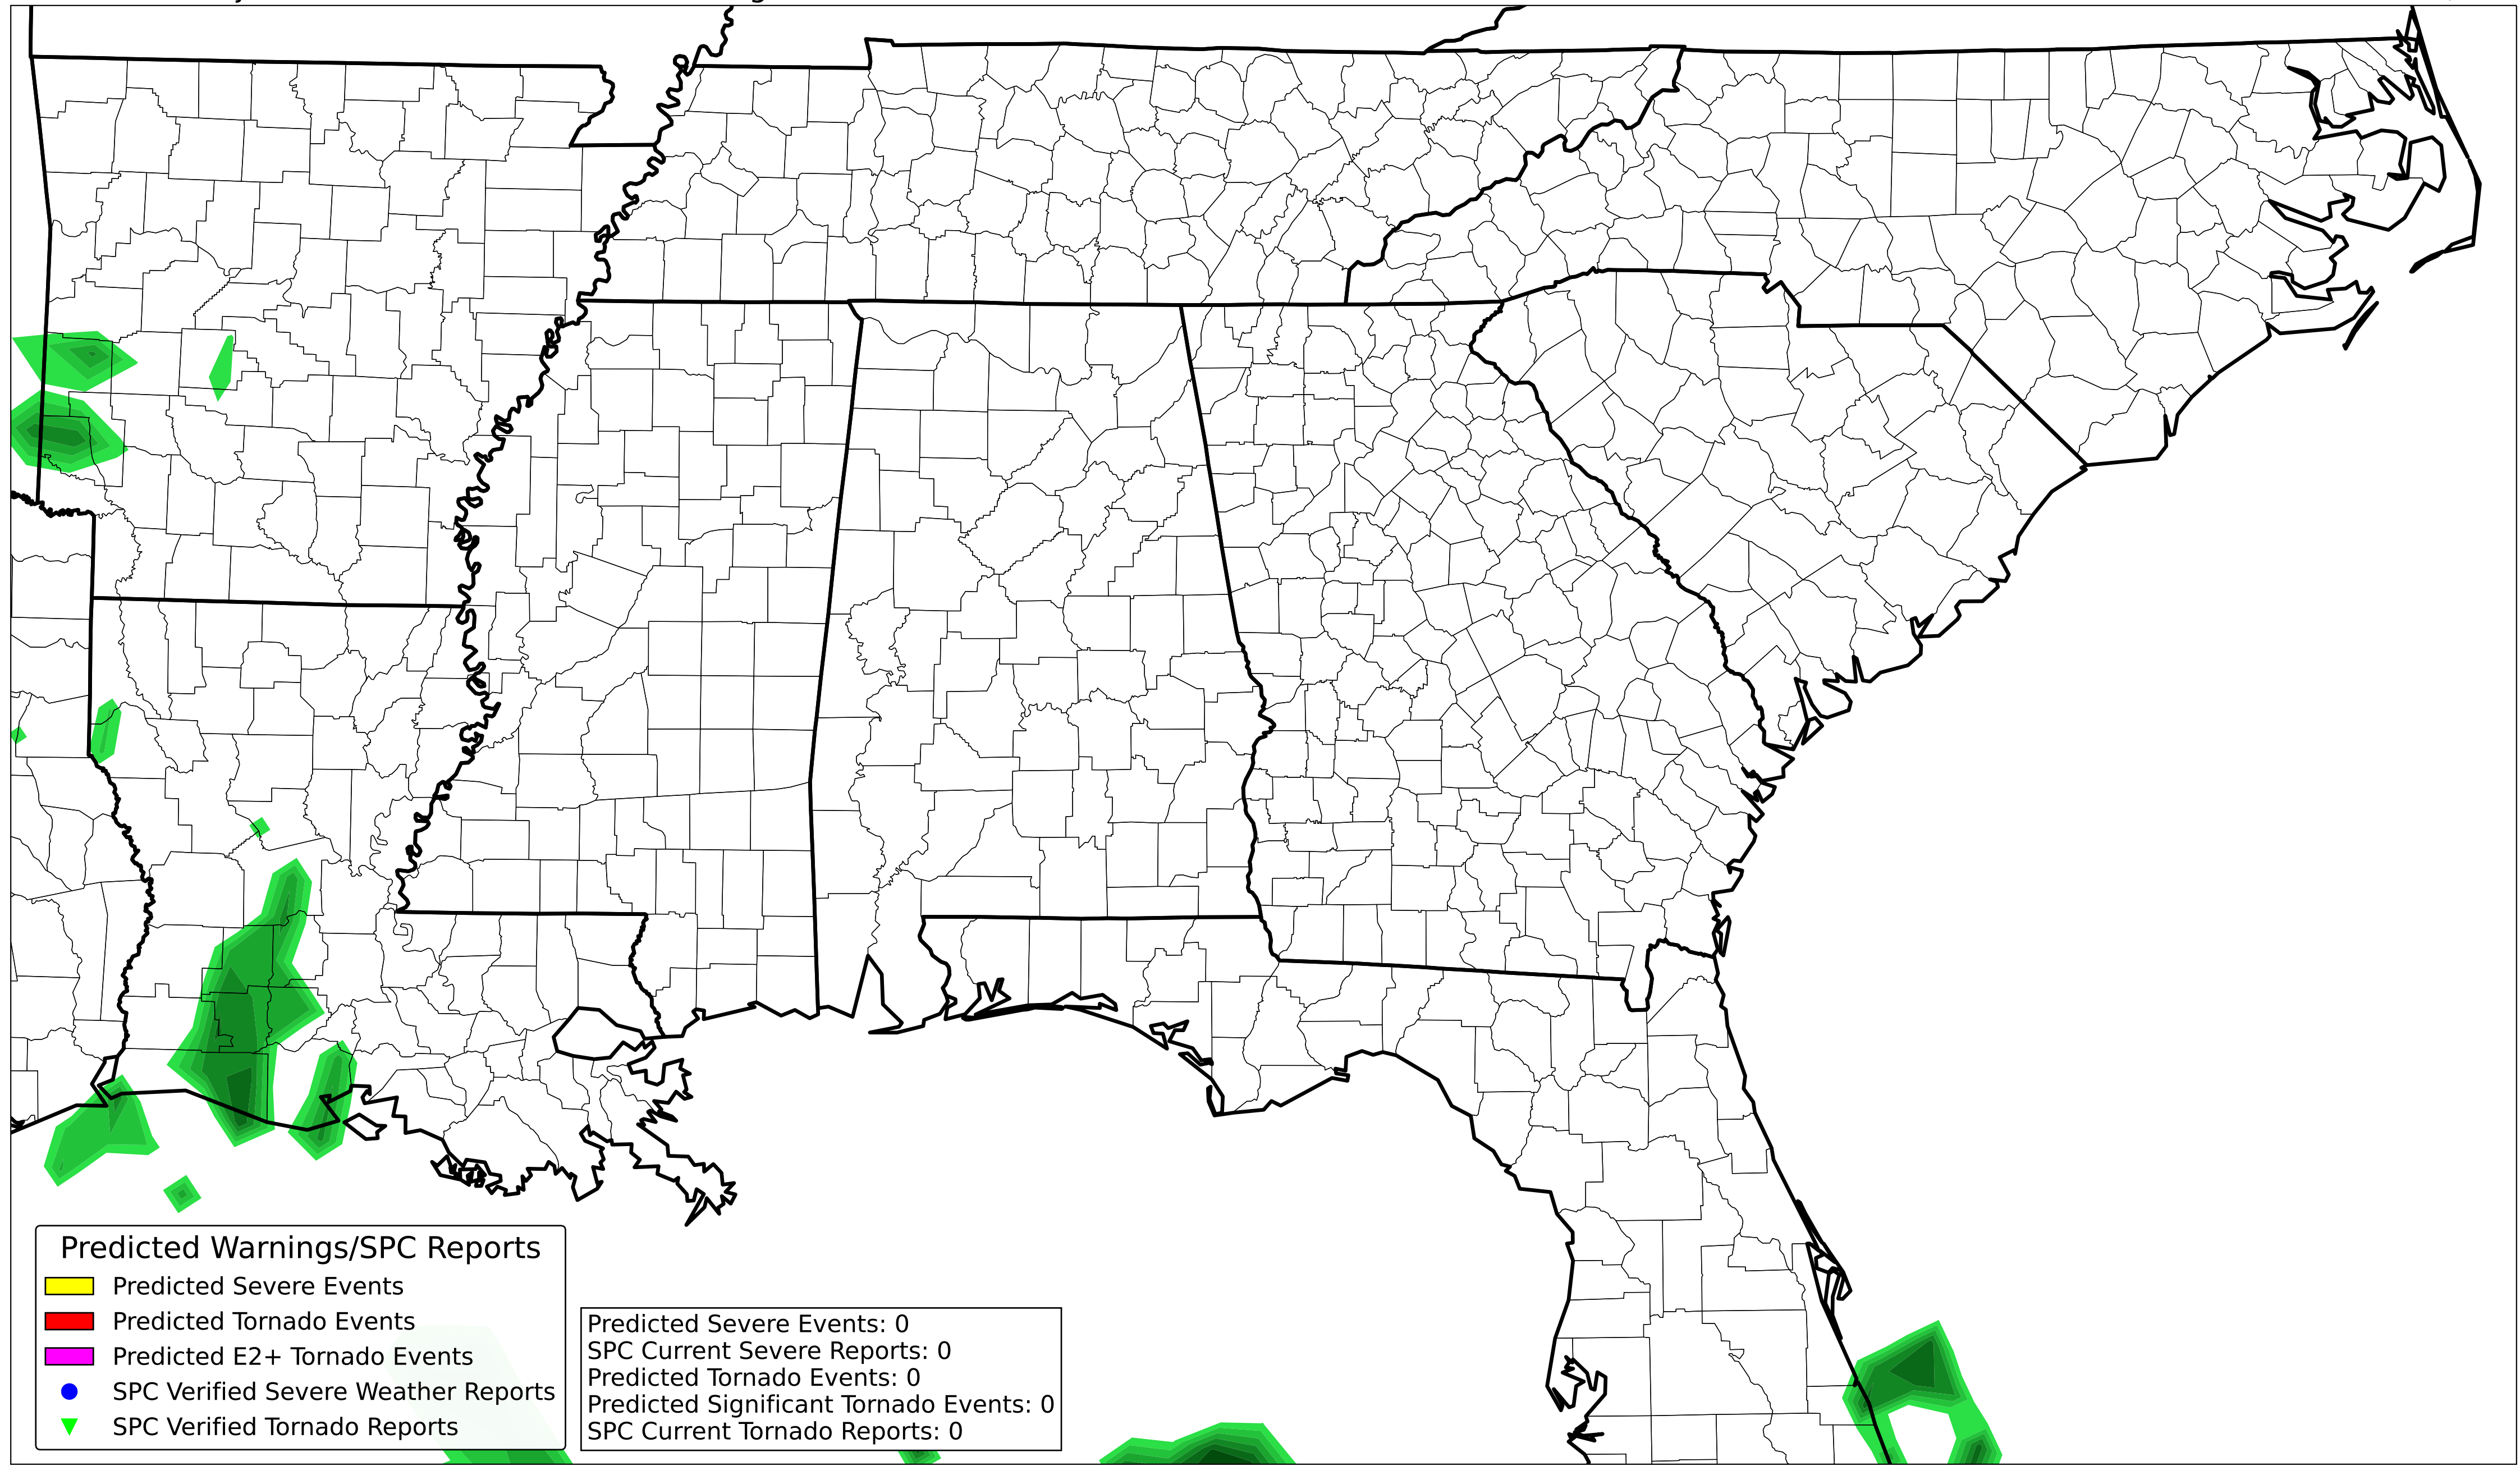 Predicted Warnings/SPC Reports
Predicted Severe Events
Predicted Tornado Events
Predicted E2+ Tornado Events
SPC Verified Severe Weather Reports
SPC Verified Tornado Reports
Predicted Severe Events: 0
SPC Current Severe Reports: 0
Predicted Tornado Events: 0
Predicted Significant Tornado Events: 0
SPC Current Tornado Reports: 0